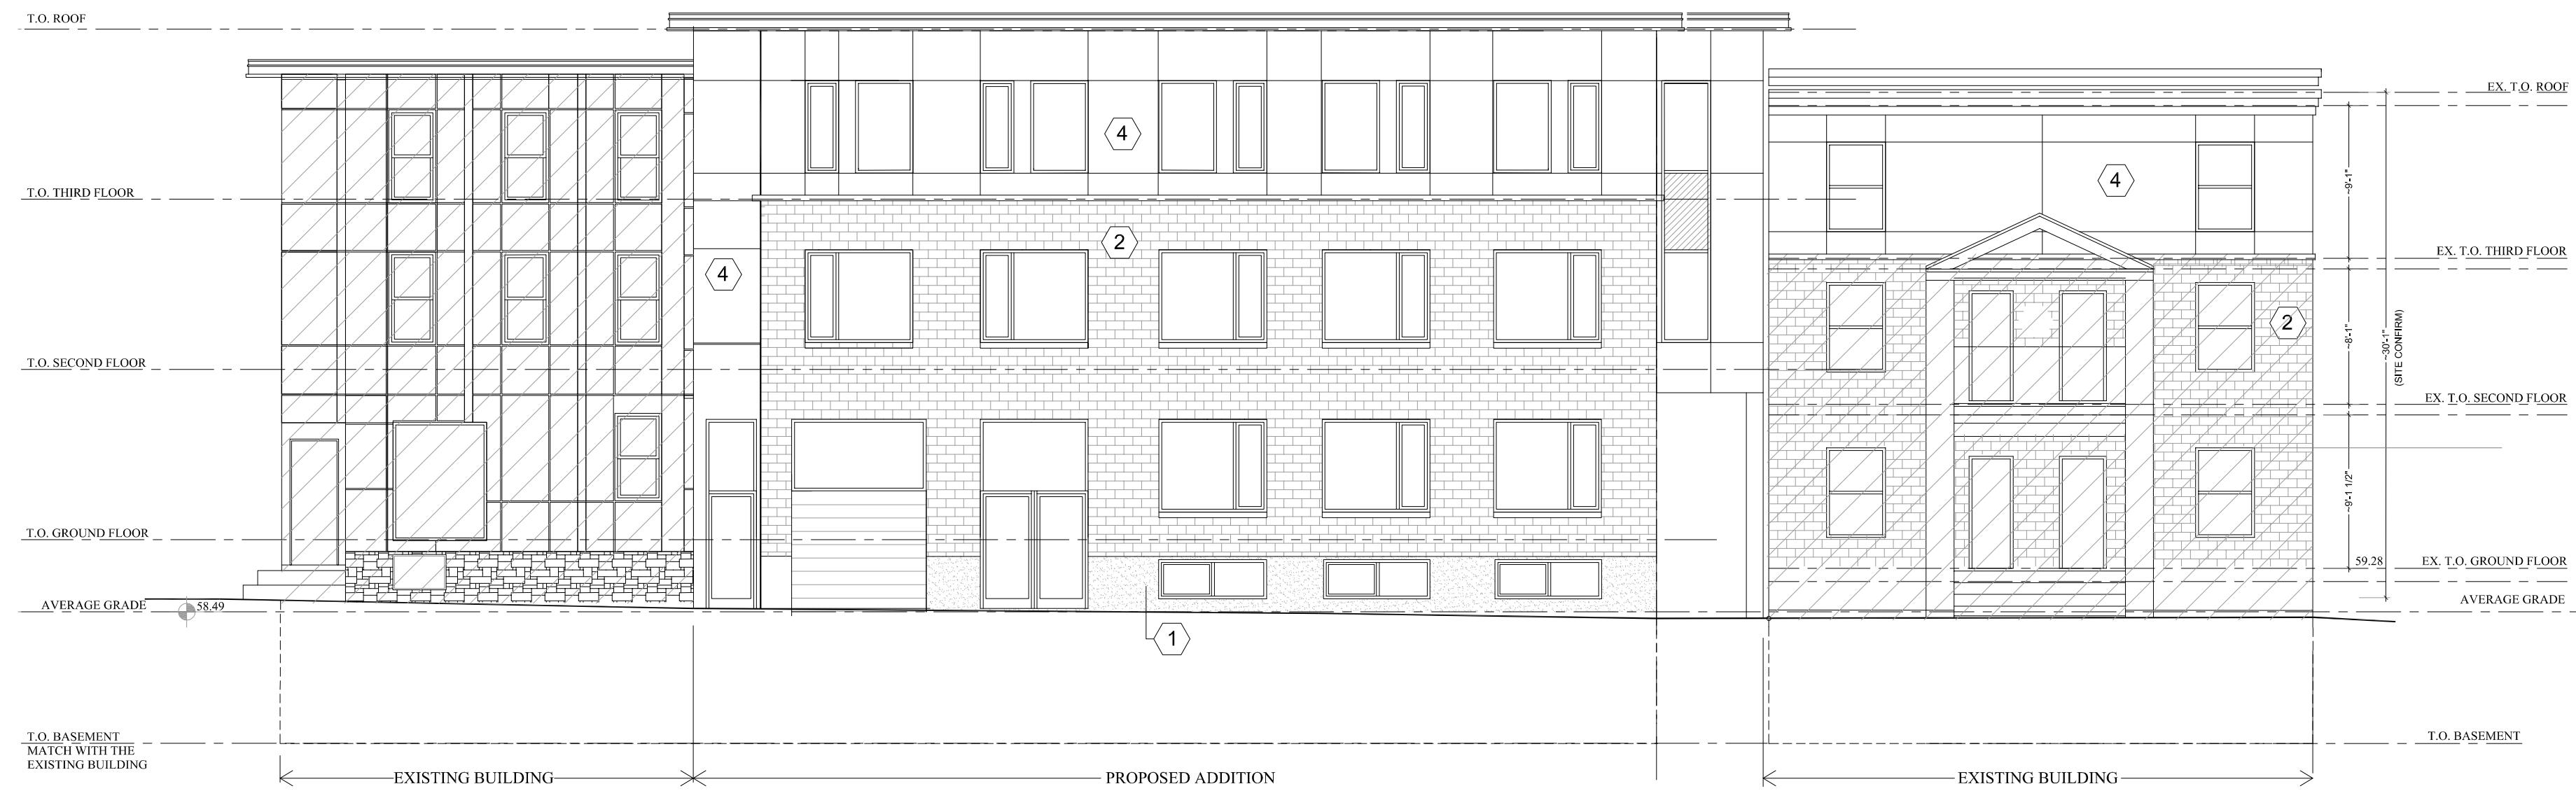 T.O. ROOF
EX. T.O. ROOF
4
4
~9'-1"
T.O. THIRD FLOOR
2
EX. T.O. THIRD FLOOR
4
2
~8'-1"
~30'-1"
(SITE CONFIRM)
T.O. SECOND FLOOR
EX. T.O. SECOND FLOOR
~9'-1 1/2"
T.O. GROUND FLOOR
59.28
EX. T.O. GROUND FLOOR
AVERAGE GRADE
58.49
AVERAGE GRADE
1
T.O. BASEMENT
MATCH WITH THE
EXISTING BUILDING
T.O. BASEMENT
EXISTING BUILDING
PROPOSED ADDITION
EXISTING BUILDING